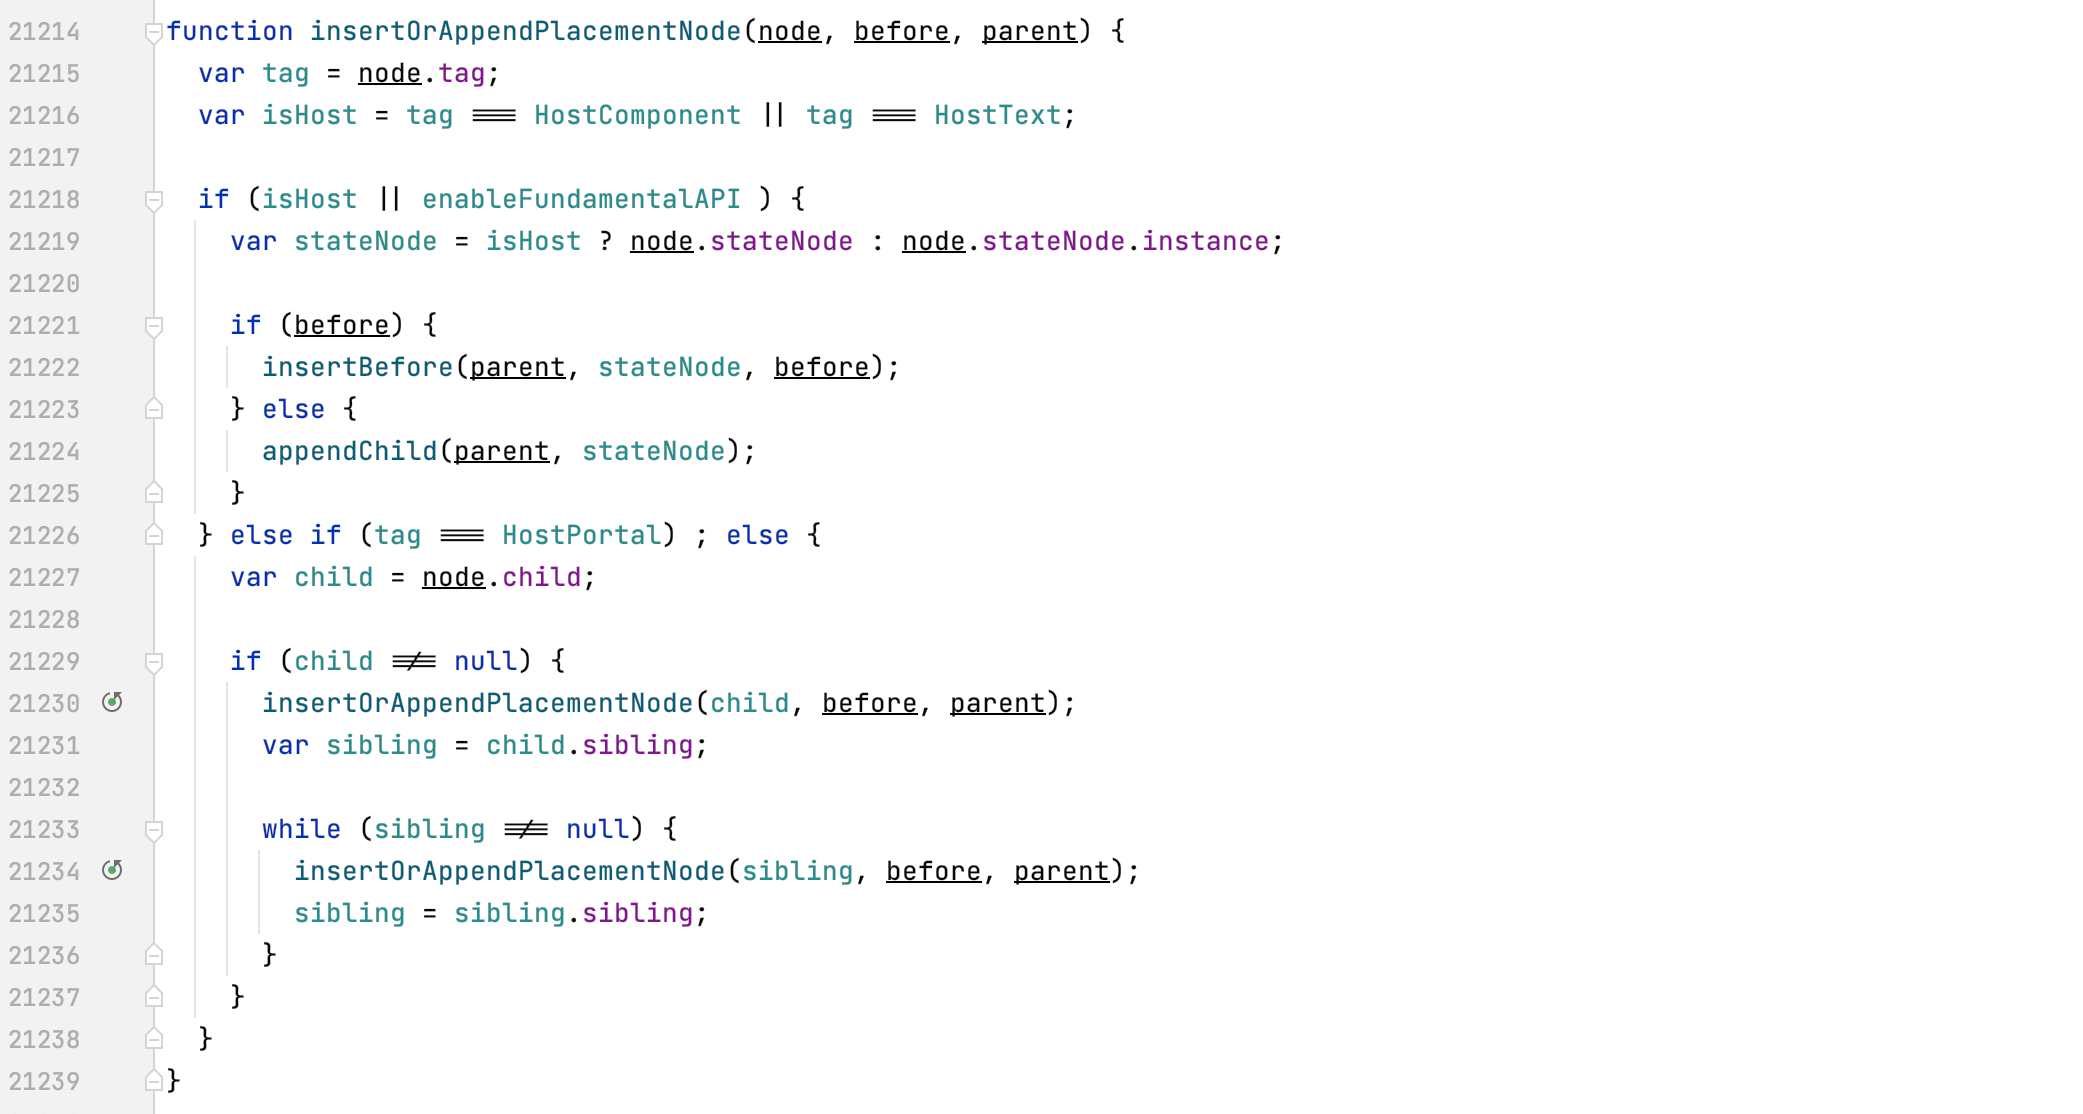 21214 function insertOrAppendPlacementNode(node, before, parent) {
21215   var tag = node.tag;
21216   var isHost = tag === HostComponent || tag === HostText;
21217
21218   if (isHost || enableFundamentalAPI ) {
21219     var stateNode = isHost ? node.stateNode : node.stateNode.instance;
21220
21221     if (before) {
21222       insertBefore(parent, stateNode, before);
21223     } else {
21224       appendChild(parent, stateNode);
21225     }
21226   } else if (tag === HostPortal) ; else {
21227     var child = node.child;
21228
21229     if (child !== null) {
21230       insertOrAppendPlacementNode(child, before, parent);
21231       var sibling = child.sibling;
21232
21233       while (sibling !== null) {
21234         insertOrAppendPlacementNode(sibling, before, parent);
21235         sibling = sibling.sibling;
21236       }
21237     }
21238   }
21239 }